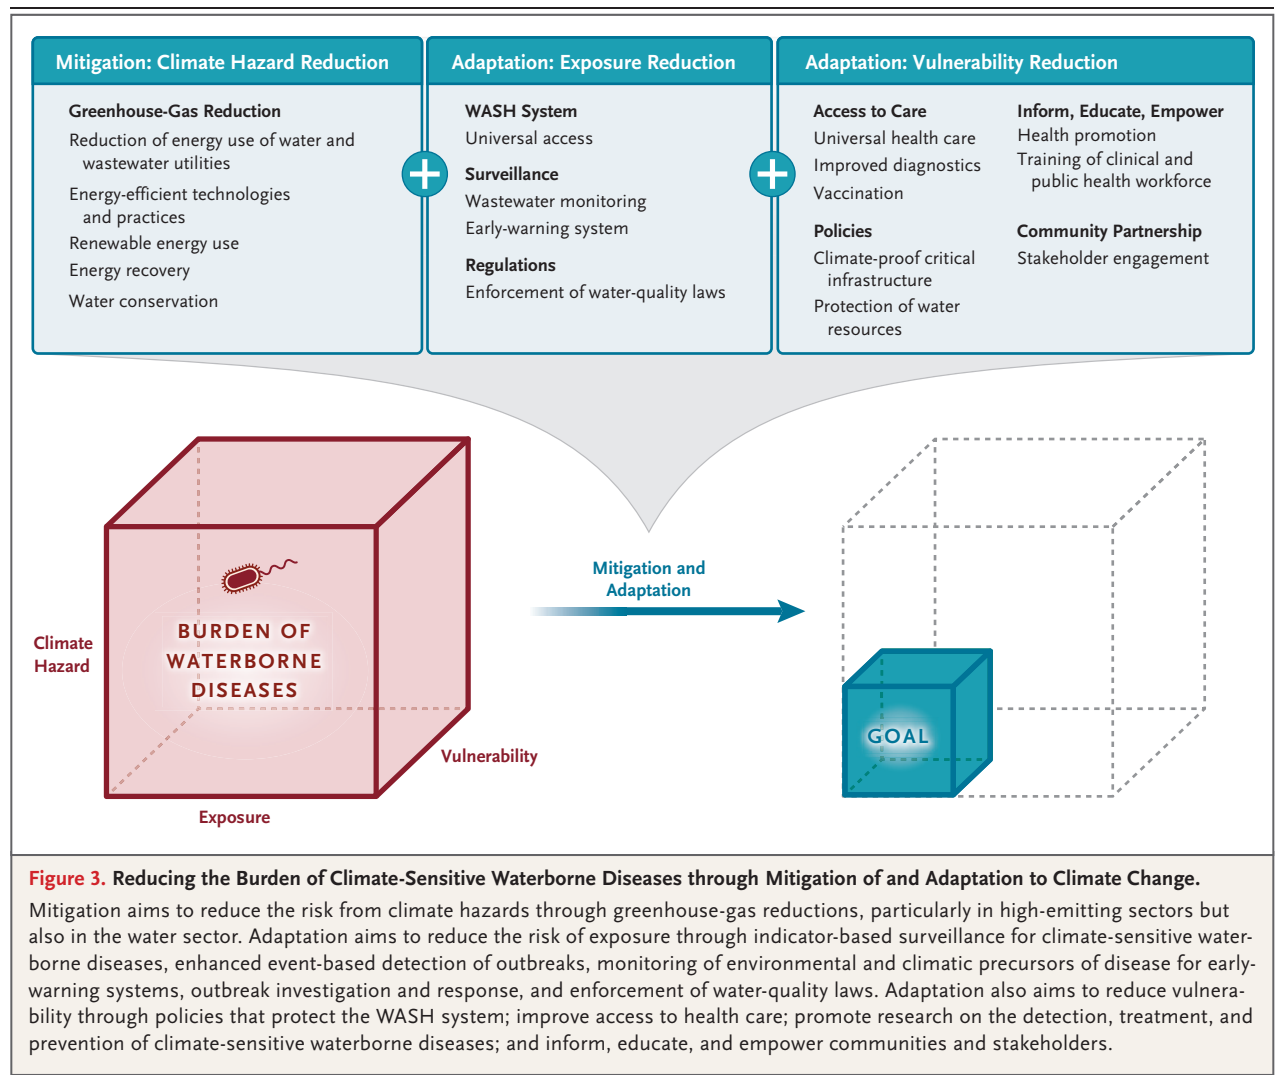 Mitigation: Climate Hazard Reduction
Greenhouse-Gas Reduction
Reduction of energy use of water and
wastewater utilities
Energy-efficient technologies
and practices
Renewable energy use
Energy recovery
Water conservation
Adaptation: Exposure Reduction
WASH System
Universal access
Surveillance
Wastewater monitoring
Early-warning system
Regulations
Enforcement of water-quality laws
Adaptation: Vulnerability Reduction
Access to Care
Universal health care
Improved diagnostics
Vaccination
Policies
Climate-proof critical
infrastructure
Protection of water
resources
Inform, Educate, Empower
Health promotion
Training of clinical and
public health workforce
Community Partnership
Stakeholder engagement
Climate
Hazard
BURDEN OF
WATERBORNE
DISEASES
Vulnerability
Exposure
Mitigation and
Adaptation
GOAL
Figure 3. Reducing the Burden of Climate-Sensitive Waterborne Diseases through Mitigation of and Adaptation to Climate Change.
Mitigation aims to reduce the risk from climate hazards through greenhouse-gas reductions, particularly in high-emitting sectors but
also in the water sector. Adaptation aims to reduce the risk of exposure through indicator-based surveillance for climate-sensitive water-
borne diseases, enhanced event-based detection of outbreaks, monitoring of environmental and climatic precursors of disease for early-
warning systems, outbreak investigation and response, and enforcement of water-quality laws. Adaptation also aims to reduce vulnera-
bility through policies that protect the WASH system; improve access to health care; promote research on the detection, treatment, and
prevention of climate-sensitive waterborne diseases; and inform, educate, and empower communities and stakeholders.